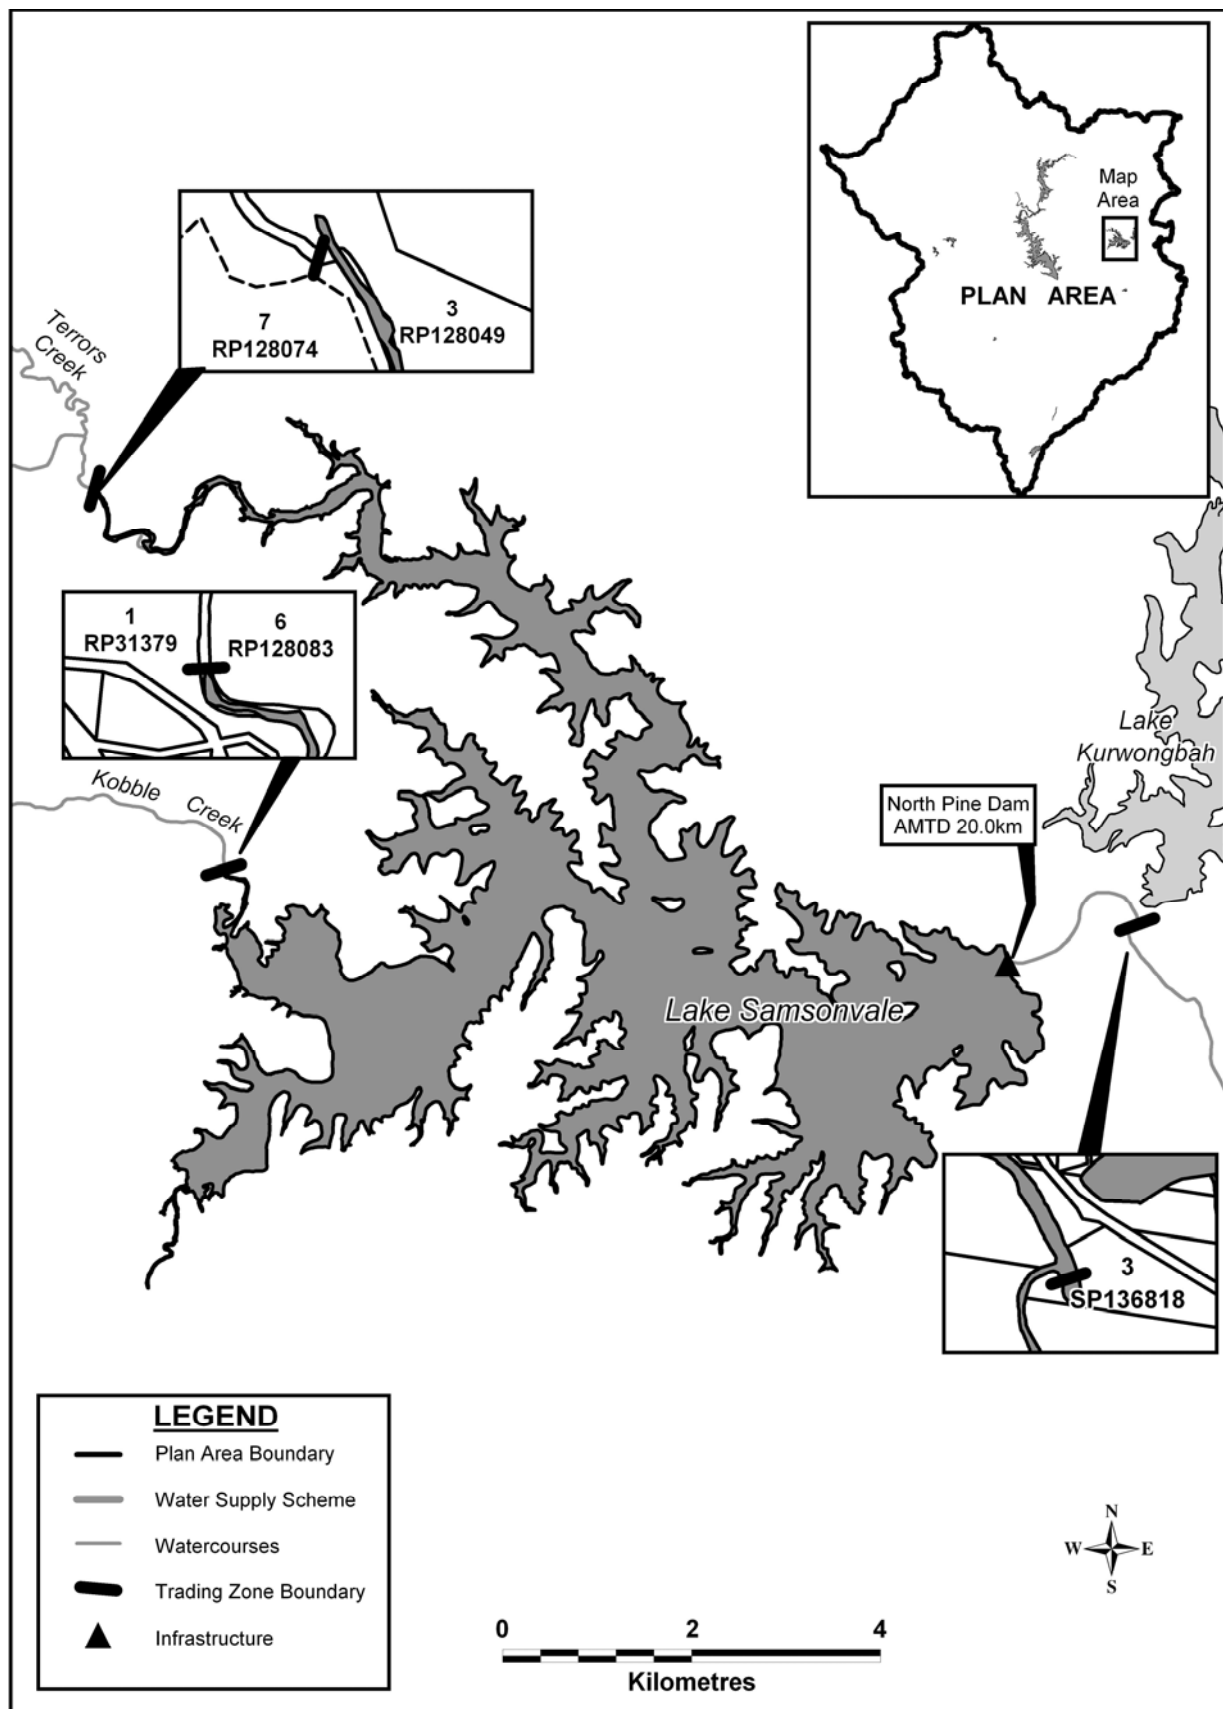 Map
Area
PLAN AREA
Terrors
Creek
7
RP128074
3
RP128049
1
RP31379
6
RP128083
Kobble Creek
Lake
Kurwongbah
North Pine Dam
AMTD 20.0km
Lake Samsonvale
3
SP136818
LEGEND
Plan Area Boundary
Water Supply Scheme
Watercourses
Trading Zone Boundary
Infrastructure
N
W E
S
0 2 4
Kilometres